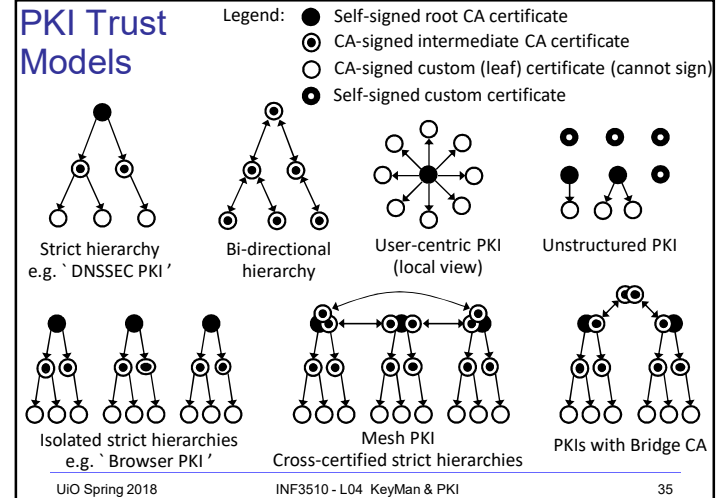 PKI Trust
Models
Legend:
Self-signed root CA certificate
CA-signed intermediate CA certificate
CA-signed custom (leaf) certificate (cannot sign)
Self-signed custom certificate
Strict hierarchy
e.g. `DNSSEC PKI ’
Bi-directional
hierarchy
User-centric PKI
(local view)
Unstructured PKI
Isolated strict hierarchies
e.g. `Browser PKI ’
Mesh PKI
Cross-certified strict hierarchies
PKIs with Bridge CA
UiO Spring 2018
INF3510 - L04 KeyMan & PKI
35